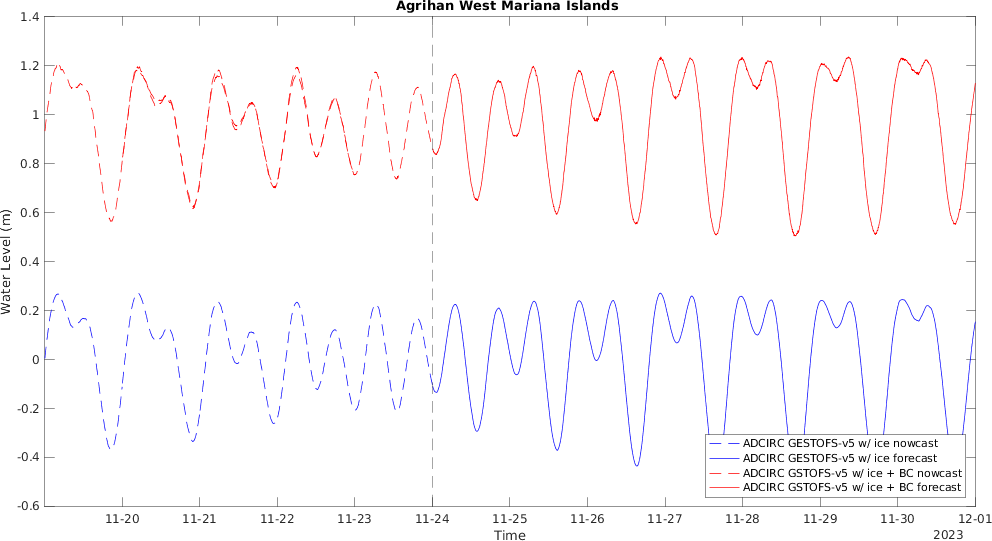 Agrihan West Mariana Islands
1.4
1.2
1
0.8
0.6
0.4
0.2
0
-0.2
-0.4
-0.6
Water Level (m)
ADCIRC GESTOFS-v5 w/ ice nowcast
ADCIRC GESTOFS-v5 w/ ice forecast
ADCIRC GSTOFS-v5 w/ ice + BC nowcast
ADCIRC GSTOFS-v5 w/ ice + BC forecast
11-20 11-21 11-22 11-23 11-24 11-25 11-26 11-27 11-28 11-29 11-30 12-01
Time
2023